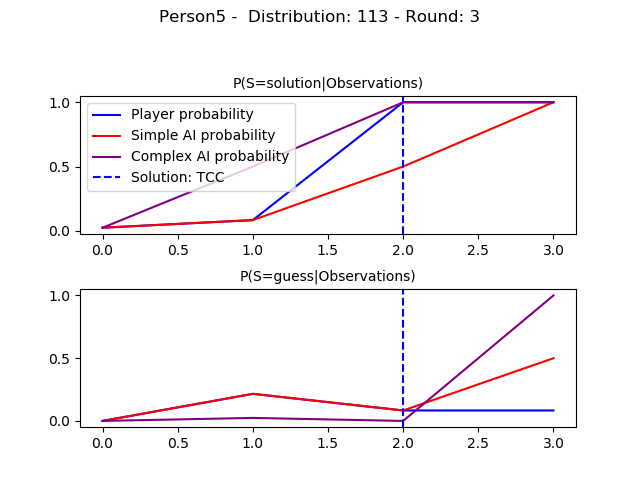 Person5 -  Distribution: 113 - Round: 3
P(S=solution|Observations)
1.0
0.5
0.0
Player probability
Simple AI probability
Complex AI probability
Solution: TCC
0.0 0.5 1.0 1.5 2.0 2.5 3.0
P(S=guess|Observations)
1.0
0.5
0.0
0.0 0.5 1.0 1.5 2.0 2.5 3.0